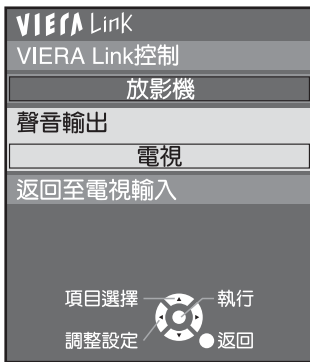 VIERA Link
VIERA Link控制
放影機
聲音輸出
電視
返回至電視輸入
項目選擇 執行
調整設定 返回